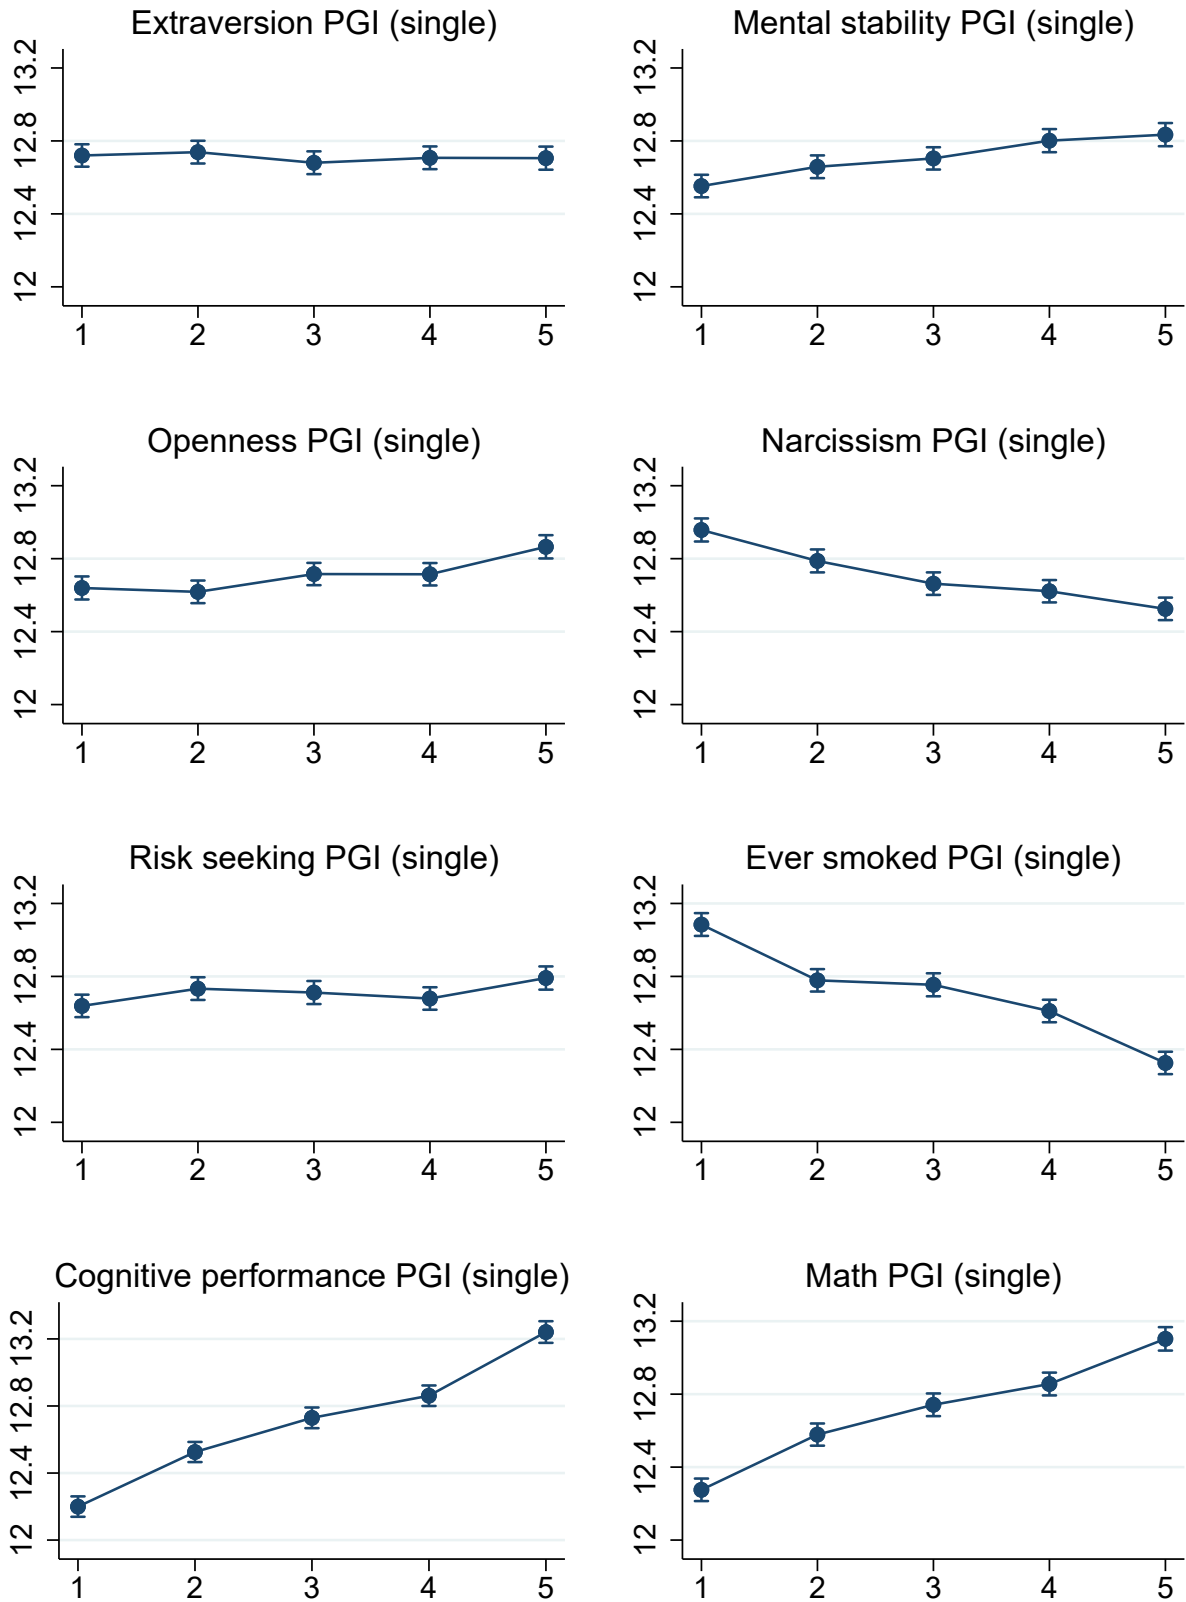 Extraversion PGI (single)
13.2
12.8
12.4
12
1 2 3 4 5
Mental stability PGI (single)
13.2
12.8
12.4
12
1 2 3 4 5
Openness PGI (single)
13.2
12.8
12.4
12
1 2 3 4 5
Narcissism PGI (single)
13.2
12.8
12.4
12
1 2 3 4 5
Risk seeking PGI (single)
13.2
12.8
12.4
12
1 2 3 4 5
Ever smoked PGI (single)
13.2
12.8
12.4
12
1 2 3 4 5
Cognitive performance PGI (single)
13.2
12.8
12.4
12
1 2 3 4 5
Math PGI (single)
13.2
12.8
12.4
12
1 2 3 4 5